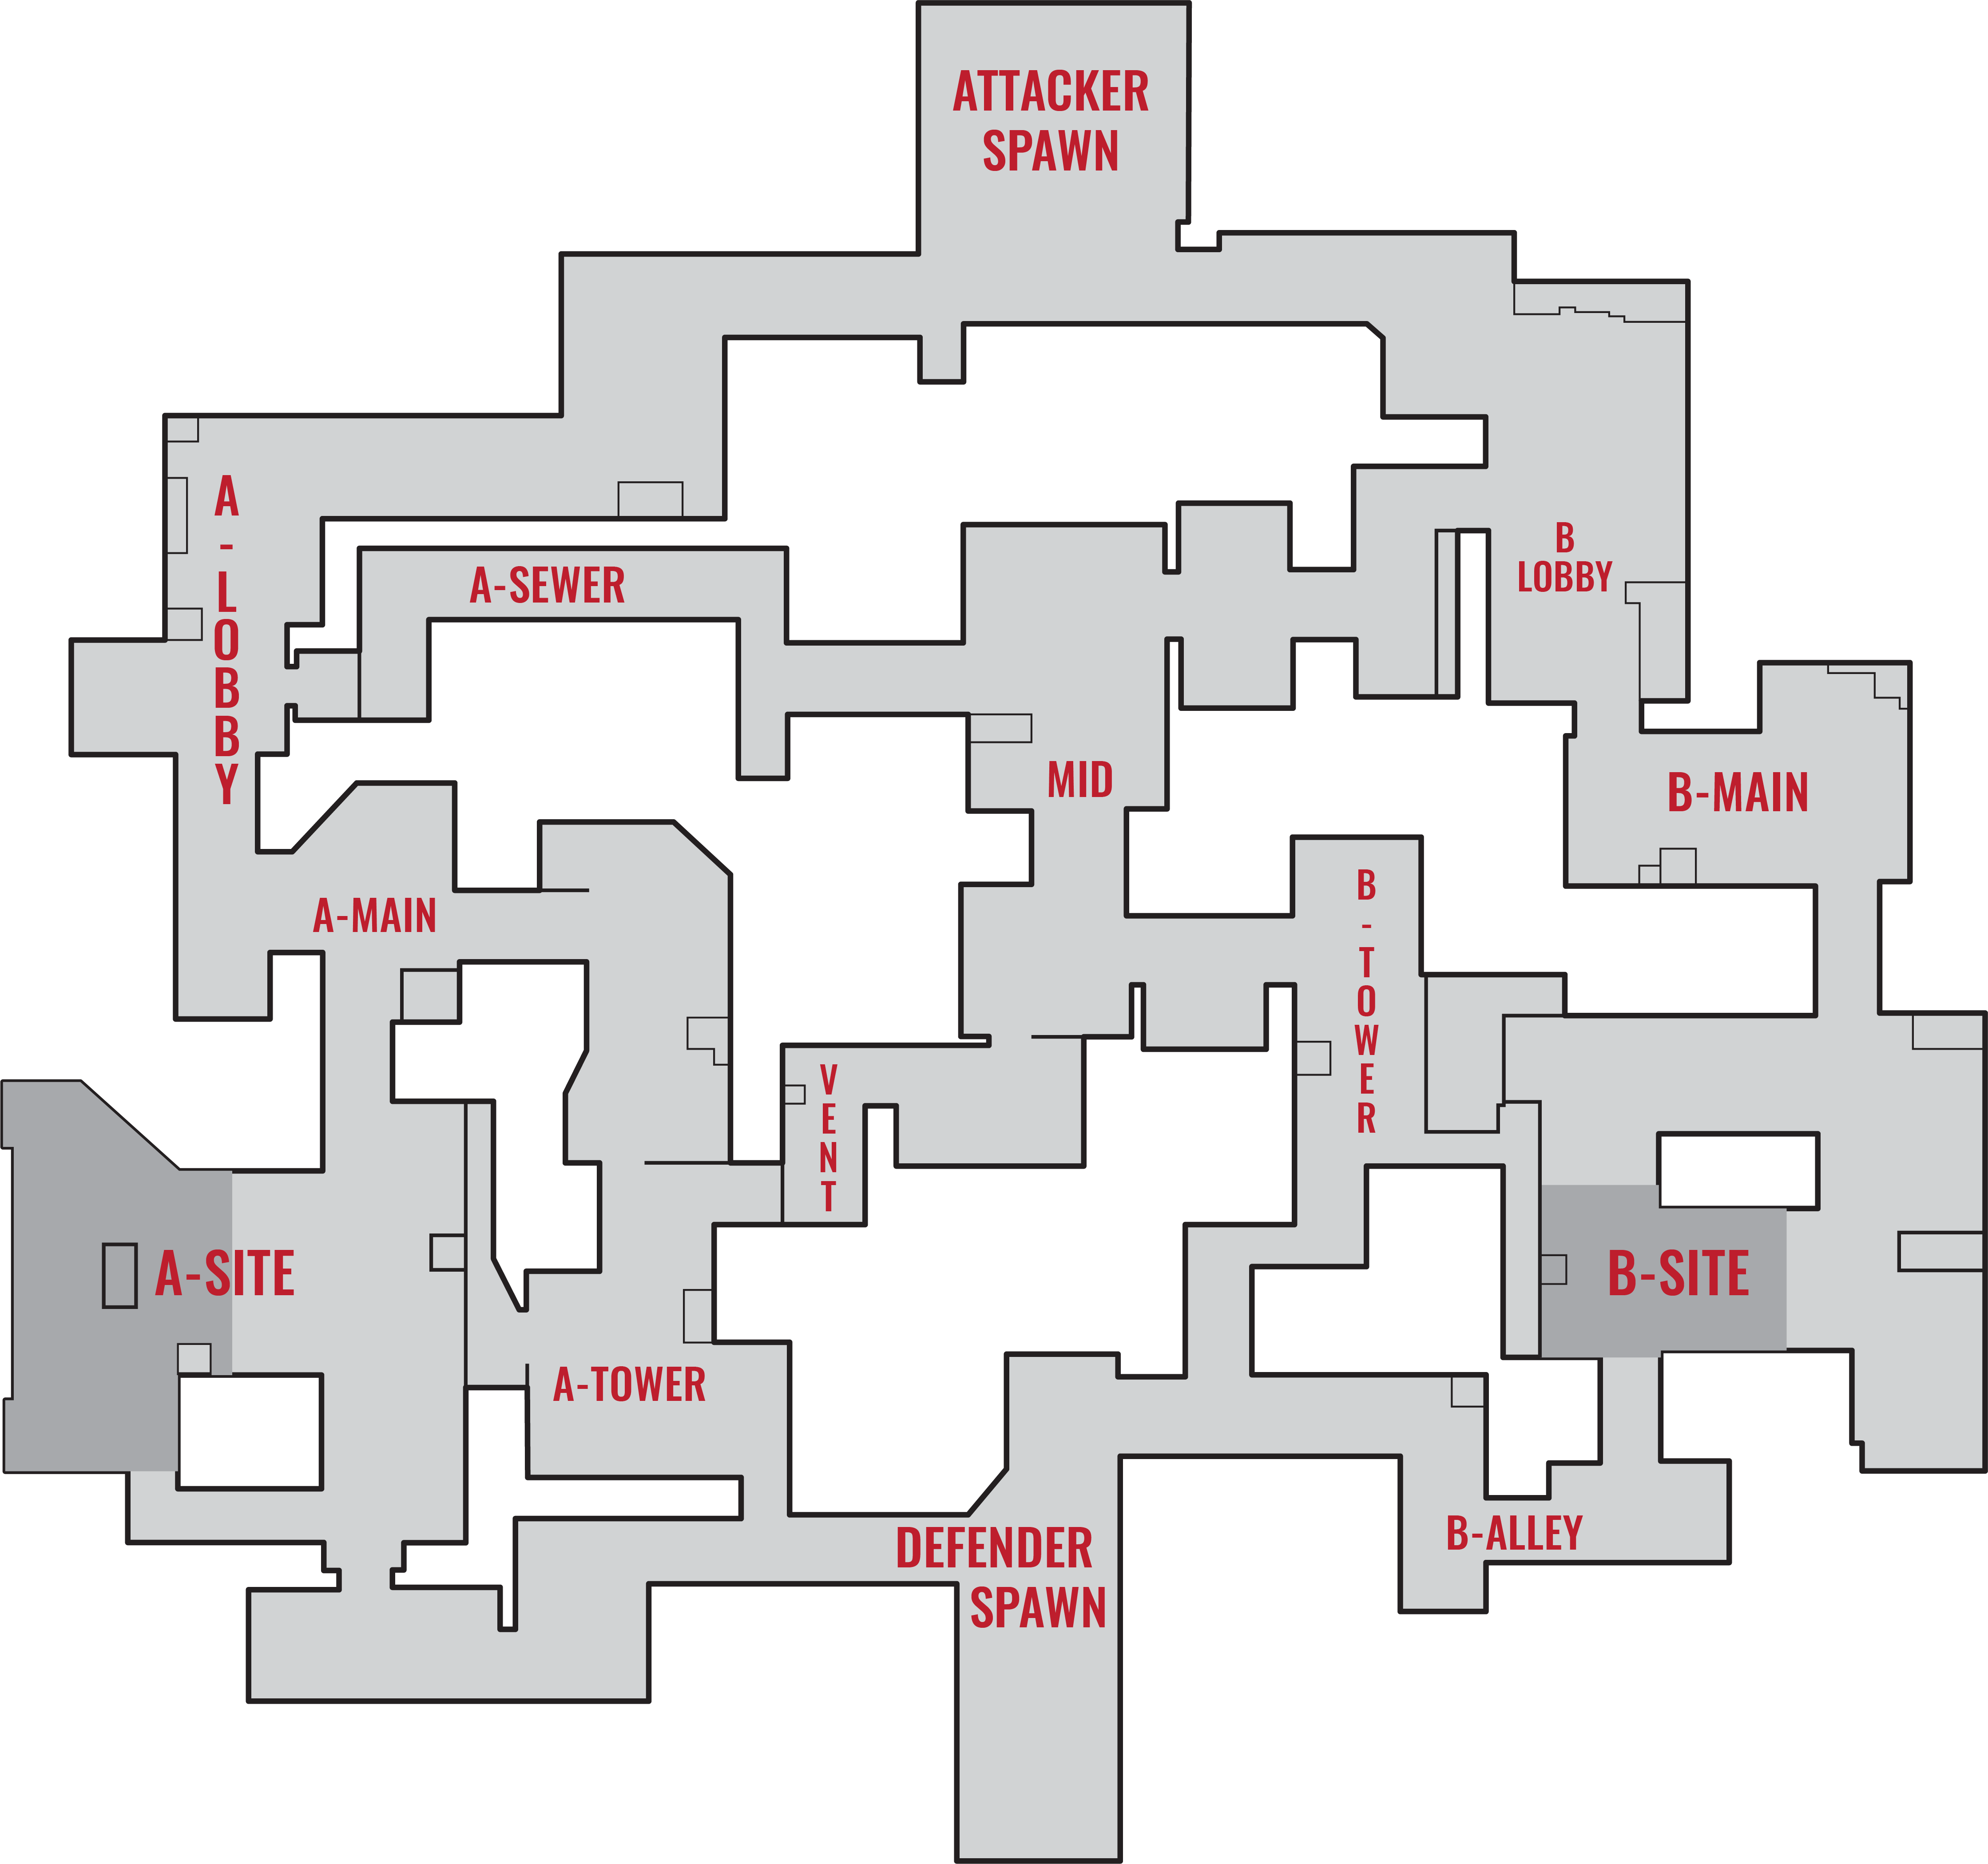 ATTACKER
SPAWN
A-LOBBY
A-SEWER
B
LOBBY
MID
B-MAIN
A-MAIN
B-TOWER
VENT
A-SITE
B-SITE
A-TOWER
DEFENDER
SPAWN
B-ALLEY